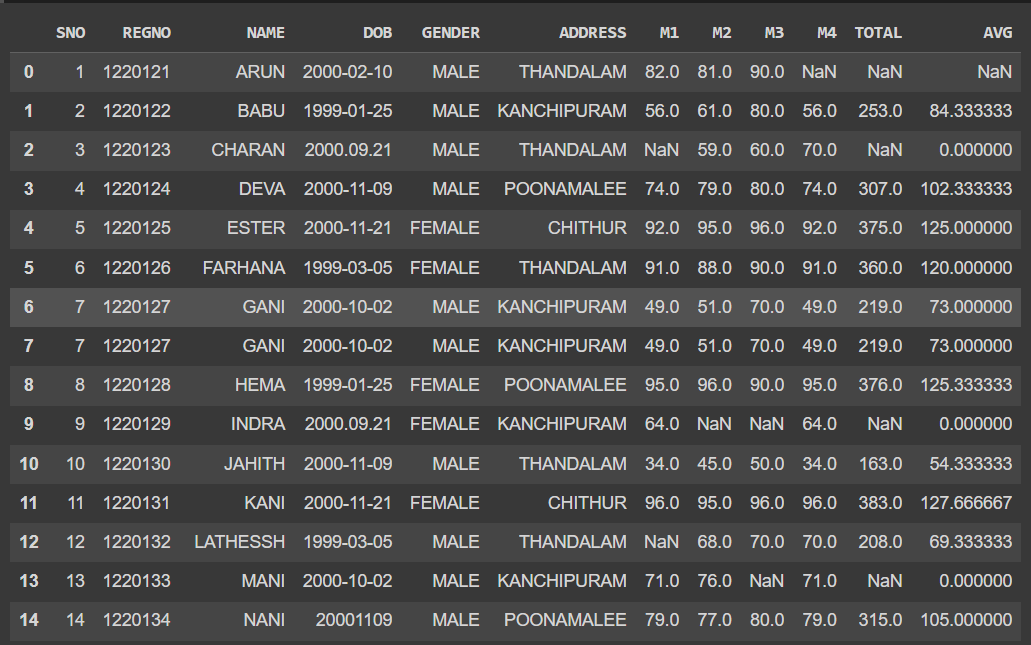 SNO REGNO NAME DOB GENDER ADDRESS M1 M2 M3 M4 TOTAL AVG
0 1 1220121 ARUN 2000-02-10 MALE THANDALAM 82.0 81.0 90.0 NaN NaN NaN
1 2 1220122 BABU 1999-01-25 MALE KANCHIPURAM 56.0 61.0 80.0 56.0 253.0 84.333333
2 3 1220123 CHARAN 2000.09.21 MALE THANDALAM NaN 59.0 60.0 70.0 NaN 0.000000
3 4 1220124 DEVA 2000-11-09 MALE POONAMALEE 74.0 79.0 80.0 74.0 307.0 102.333333
4 5 1220125 ESTER 2000-11-21 FEMALE CHITHUR 92.0 95.0 96.0 92.0 375.0 125.000000
5 6 1220126 FARHANA 1999-03-05 FEMALE THANDALAM 91.0 88.0 90.0 91.0 360.0 120.000000
6 7 1220127 GANI 2000-10-02 MALE KANCHIPURAM 49.0 51.0 70.0 49.0 219.0 73.000000
7 7 1220127 GANI 2000-10-02 MALE KANCHIPURAM 49.0 51.0 70.0 49.0 219.0 73.000000
8 8 1220128 HEMA 1999-01-25 FEMALE POONAMALEE 95.0 96.0 90.0 95.0 376.0 125.333333
9 9 1220129 INDRA 2000.09.21 FEMALE KANCHIPURAM 64.0 NaN NaN 64.0 NaN 0.000000
10 10 1220130 JAHITH 2000-11-09 MALE THANDALAM 34.0 45.0 50.0 34.0 163.0 54.333333
11 11 1220131 KANI 2000-11-21 FEMALE CHITHUR 96.0 95.0 96.0 96.0 383.0 127.666667
12 12 1220132 LATHESSH 1999-03-05 MALE THANDALAM NaN 68.0 70.0 70.0 208.0 69.333333
13 13 1220133 MANI 2000-10-02 MALE KANCHIPURAM 71.0 76.0 NaN 71.0 NaN 0.000000
14 14 1220134 NANI 20001109 MALE POONAMALEE 79.0 77.0 80.0 79.0 315.0 105.000000